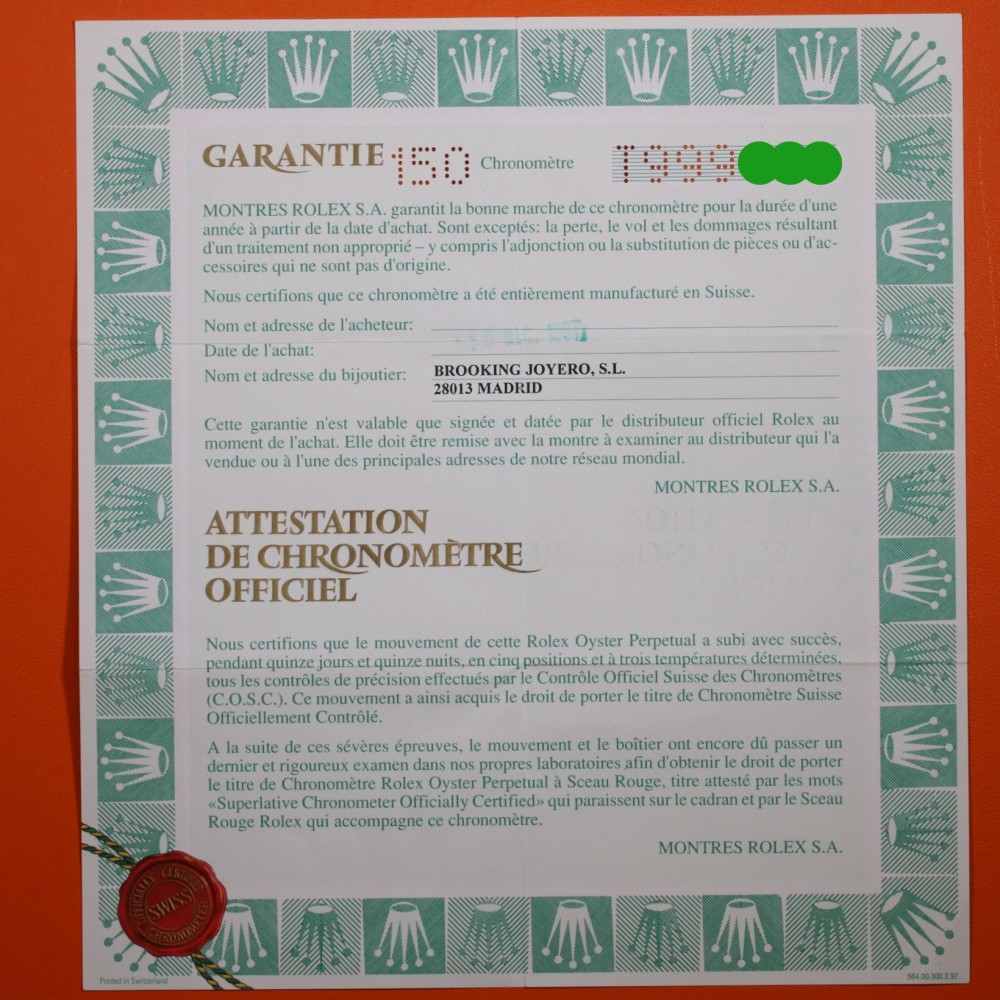 GARANTIE 150 Chronomètre T999
MONTRES ROLEX S.A. garantit la bonne marche de ce chronomètre pour la durée d'une
année à partir de la date d'achat. Sont exceptés: la perte, le vol et les dommages résultant
d'un traitement non approprié – y compris l'adjonction ou la substitution de pièces ou d'ac-
cessoires qui ne sont pas d'origine.
Nous certifions que ce chronomètre a été entièrement manufacturé en Suisse.
Nom et adresse de l'acheteur:
Date de l'achat:
Nom et adresse du bijoutier: BROOKING JOYERO, S.L.
28013 MADRID
Cette garantie n'est valable que signée et datée par le distributeur officiel Rolex au
moment de l'achat. Elle doit être remise avec la montre à examiner au distributeur qui l'a
vendue ou à l'une des principales adresses de notre réseau mondial.
MONTRES ROLEX S.A.
ATTESTATION
DE CHRONOMÈTRE
OFFICIEL
Nous certifions que le mouvement de cette Rolex Oyster Perpetual a subi avec succès,
pendant quinze jours et quinze nuits, en cinq positions et à trois températures déterminées,
tous les contrôles de précision effectués par le Contrôle Officiel Suisse des Chronomètres
(C.O.S.C.). Ce mouvement a ainsi acquis le droit de porter le titre de Chronomètre Suisse
Officiellement Contrôlé.
A la suite de ces sévères épreuves, le mouvement et le boîtier ont encore dû passer un
dernier et rigoureux examen dans nos propres laboratoires afin d'obtenir le droit de porter
le titre de Chronomètre Rolex Oyster Perpetual à Sceau Rouge, titre attesté par les mots
«Superlative Chronometer Officially Certified» qui paraissent sur le cadran et par le Sceau
Rouge Rolex qui accompagne ce chronomètre.
MONTRES ROLEX S.A.
OFFICIALLY CERTIFIED
SWISS
CHRONOMETER
Printed in Switzerland
564.00.300.2.97